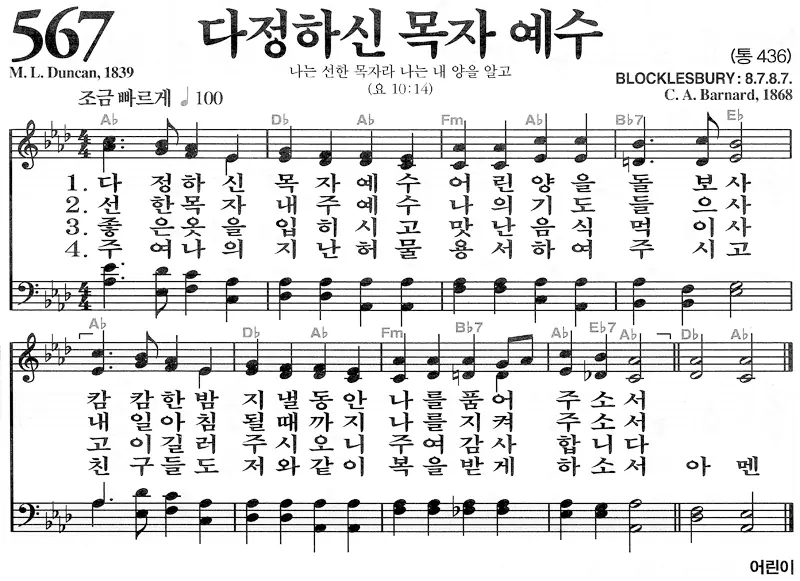 567
다정하신 목자 예수
(통 436)
M. L. Duncan, 1839
나는 선한 목자라 나는 내 양을 알고
(요 10:14)
BLOCKLESBURY: 8.7.8.7.
C. A. Barnard, 1868
조금 빠르게 ♩100
A♭ D♭ A♭ Fm A♭ B♭7 E♭
4 4
1. 다 정하 신 목 자 예 수 어 린 양 을 돌 보 사
2. 선 한목 자 내 주 예 수 나 의 기 도 들 으 사
3. 좋 은옷 을 입 히 시 고 맛 난 음 식 먹 이 사
4. 주 여나 의 지 난 허 물 용 서 하 여 주 시 고
4 4
A♭ D♭ A♭ Fm B♭7 A♭ E♭7 A♭ D♭ A♭
캄 캄한 밤 지 낼 동 안 나 를 품 어 주 소 서
내 일아 침 될 때 까 지 나 를 지 켜 주 소 서
고 이길 러 주 시 오 니 주 여 감 사 합 니 다
친 구들 도 저 와 같 이 복 을 받 게 하 소 서 아 멘
어린이